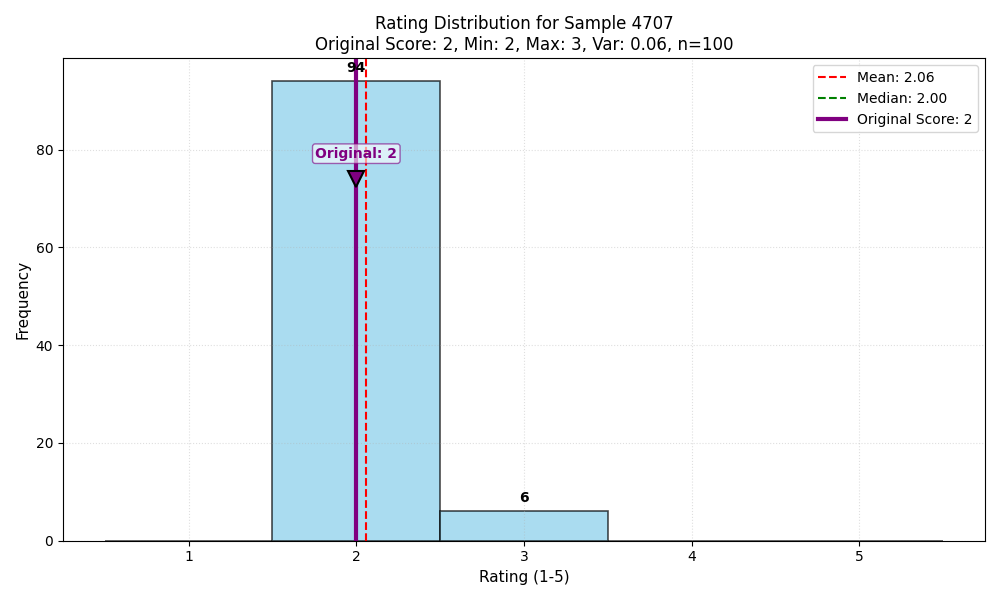 Rating Distribution for Sample 4707
Original Score: 2, Min: 2, Max: 3, Var: 0.06, n=100
Mean: 2.06
Median: 2.00
Original Score: 2
94
Original: 2
6
Frequency
80
60
40
20
0
1 2 3 4 5
Rating (1-5)